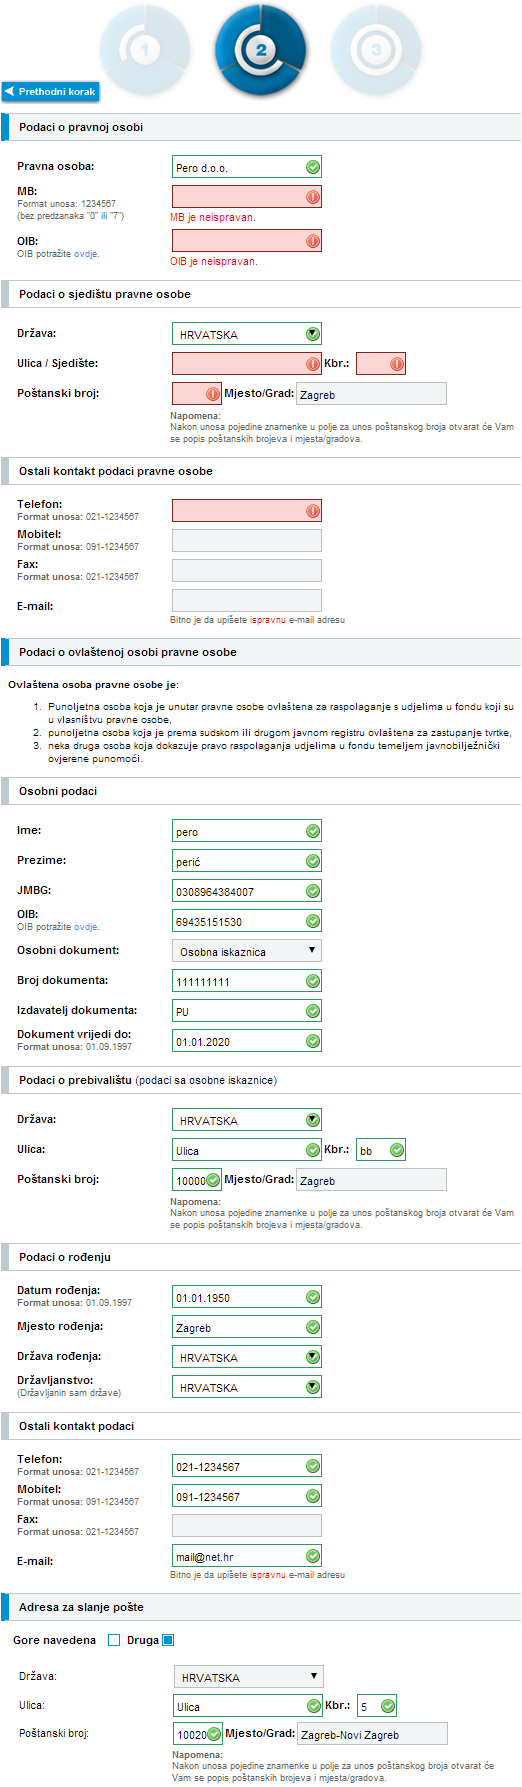 1 2 3
Prethodni korak
Podaci o pravnoj osobi
Pravna osoba: Pero d.o.o.
MB:
Format unosa: 1234567
(bez predznaka "0" ili "7")
MB je neispravan.
OIB:
OIB potražite ovdje.
OIB je neispravan.
Podaci o sjedištu pravne osobe
Država: HRVATSKA
Ulica / Sjedište: Kbr.:
Poštanski broj: Mjesto/Grad: Zagreb
Napomena:
Nakon unosa pojedine znamenke u polje za unos poštanskog broja otvarat će Vam
se popis poštanskih brojeva i mjesta/gradova.
Ostali kontakt podaci pravne osobe
Telefon:
Format unosa: 021-1234567
Mobitel:
Format unosa: 091-1234567
Fax:
Format unosa: 021-1234567
E-mail:
Bitno je da upišete ispravnu e-mail adresu
Podaci o ovlaštenoj osobi pravne osobe
Ovlaštena osoba pravne osobe je:
1. Punoljetna osoba koja je unutar pravne osobe ovlaštena za raspolaganje s udjelima u fondu koji su
u vlasništvu pravne osobe,
2. punoljetna osoba koja je prema sudskom ili drugom javnom registru ovlaštena za zastupanje tvrtke,
3. neka druga osoba koja dokazuje pravo raspolaganja udjelima u fondu temeljem javnobilježnički
ovjerene punomoći.
Osobni podaci
Ime: pero
Prezime: perić
JMBG: 0308964384007
OIB: 69435151530
OIB potražite ovdje.
Osobni dokument: Osobna iskaznica
Broj dokumenta: 111111111
Izdavatelj dokumenta: PU
Dokument vrijedi do: 01.01.2020
Format unosa: 01.09.1997
Podaci o prebivalištu (podaci sa osobne iskaznice)
Država: HRVATSKA
Ulica: Ulica Kbr.: bb
Poštanski broj: 10000 Mjesto/Grad: Zagreb
Napomena:
Nakon unosa pojedine znamenke u polje za unos poštanskog broja otvarat će Vam
se popis poštanskih brojeva i mjesta/gradova.
Podaci o rođenju
Datum rođenja: 01.01.1950
Format unosa: 01.09.1997
Mjesto rođenja: Zagreb
Država rođenja: HRVATSKA
Državljanstvo: HRVATSKA
(Državljanin sam države)
Ostali kontakt podaci
Telefon: 021-1234567
Format unosa: 021-1234567
Mobitel: 091-1234567
Format unosa: 091-1234567
Fax:
Format unosa: 021-1234567
E-mail: mail@net.hr
Bitno je da upišete ispravnu e-mail adresu
Adresa za slanje pošte
Gore navedena Druga
Država: HRVATSKA
Ulica: Ulica Kbr.: 5
Poštanski broj: 10020 Mjesto/Grad: Zagreb-Novi Zagreb
Napomena:
Nakon unosa pojedine znamenke u polje za unos poštanskog broja otvarat će
Vam se popis poštanskih brojeva i mjesta/gradova.